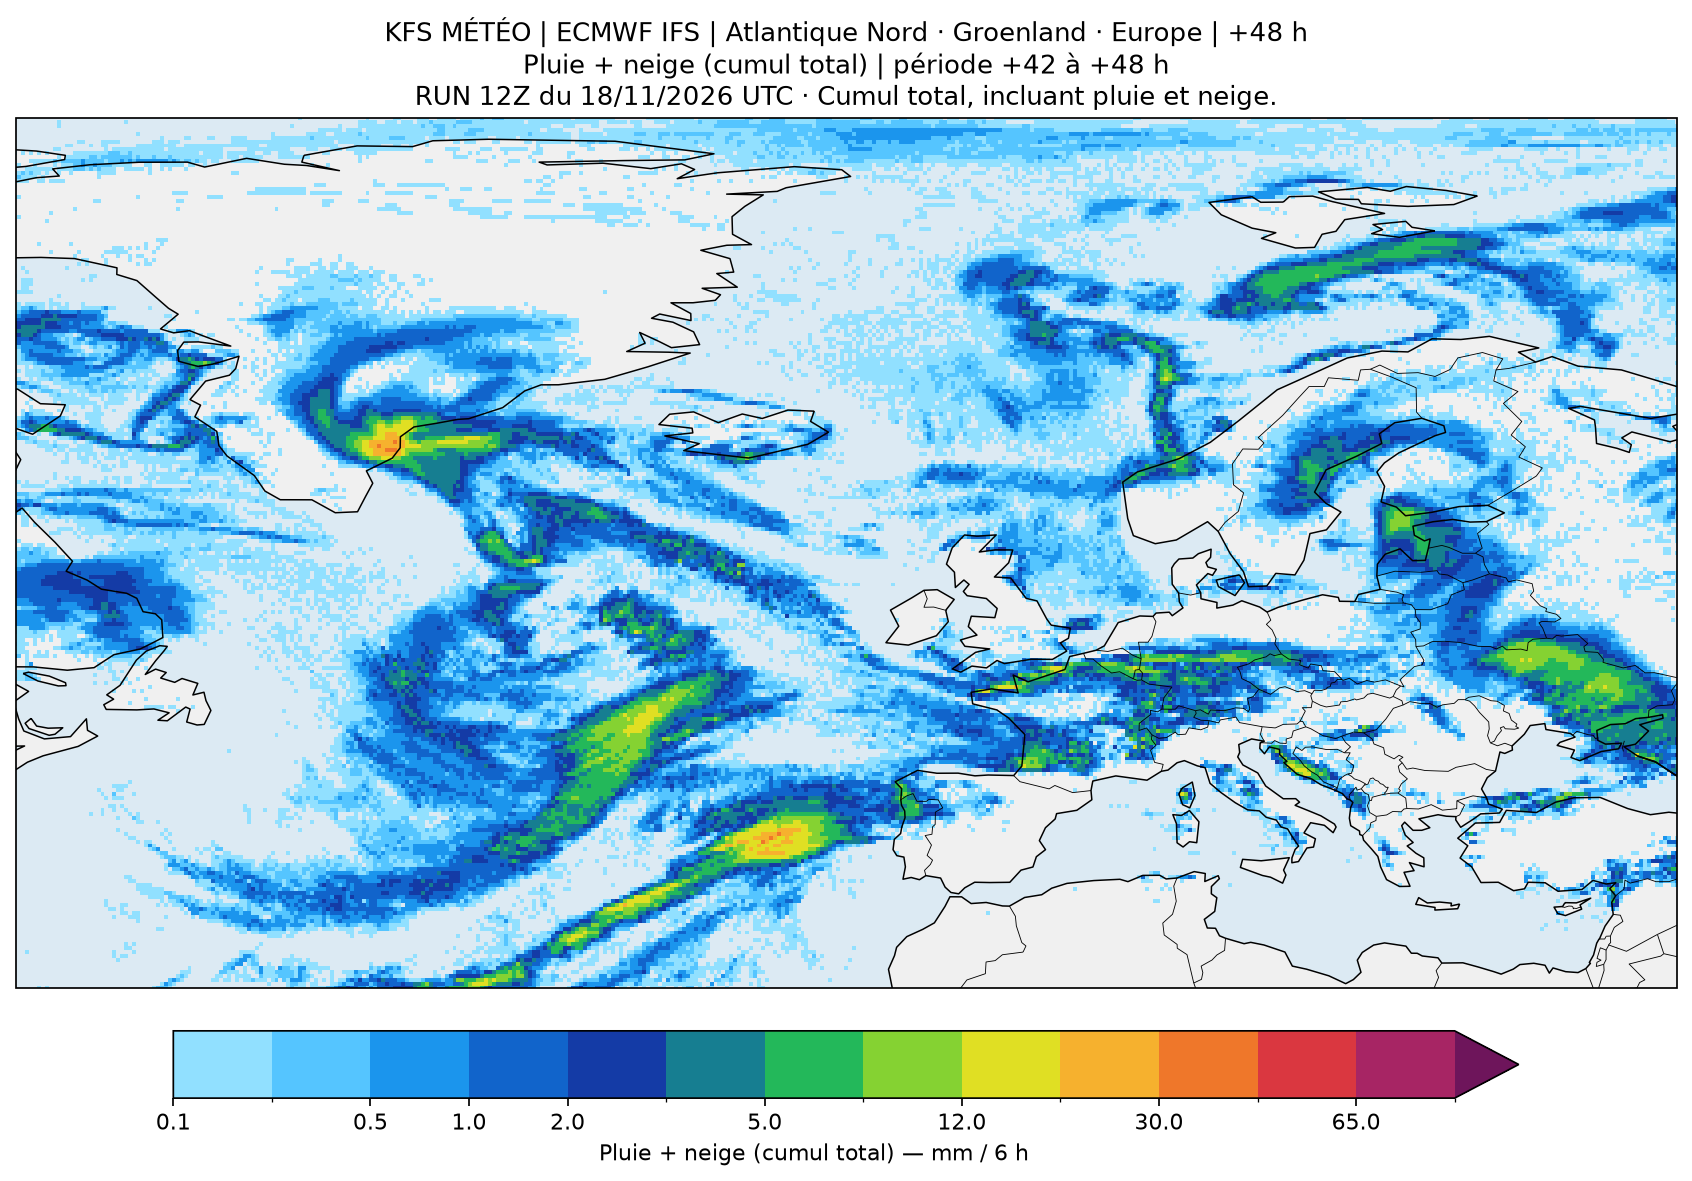 KFS MÉTÉO | ECMWF IFS | Atlantique Nord · Groenland · Europe | +48 h
Pluie + neige (cumul total) | période +42 à +48 h
RUN 12Z du 18/11/2026 UTC · Cumul total, incluant pluie et neige.
0.1 0.5 1.0 2.0 5.0 12.0 30.0 65.0
Pluie + neige (cumul total) — mm / 6 h